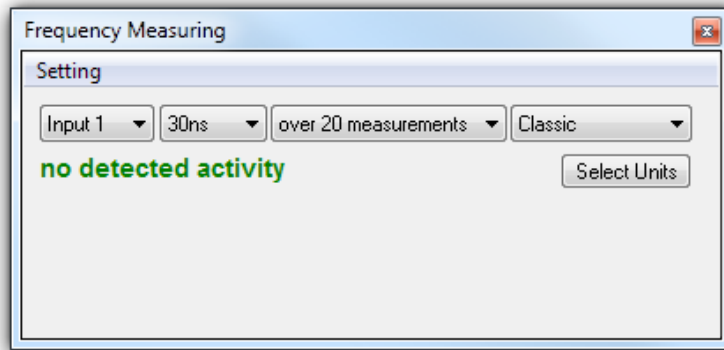 Frequency Measuring
Setting
Input 1 30ns over 20 measurements Classic
no detected activity Select Units